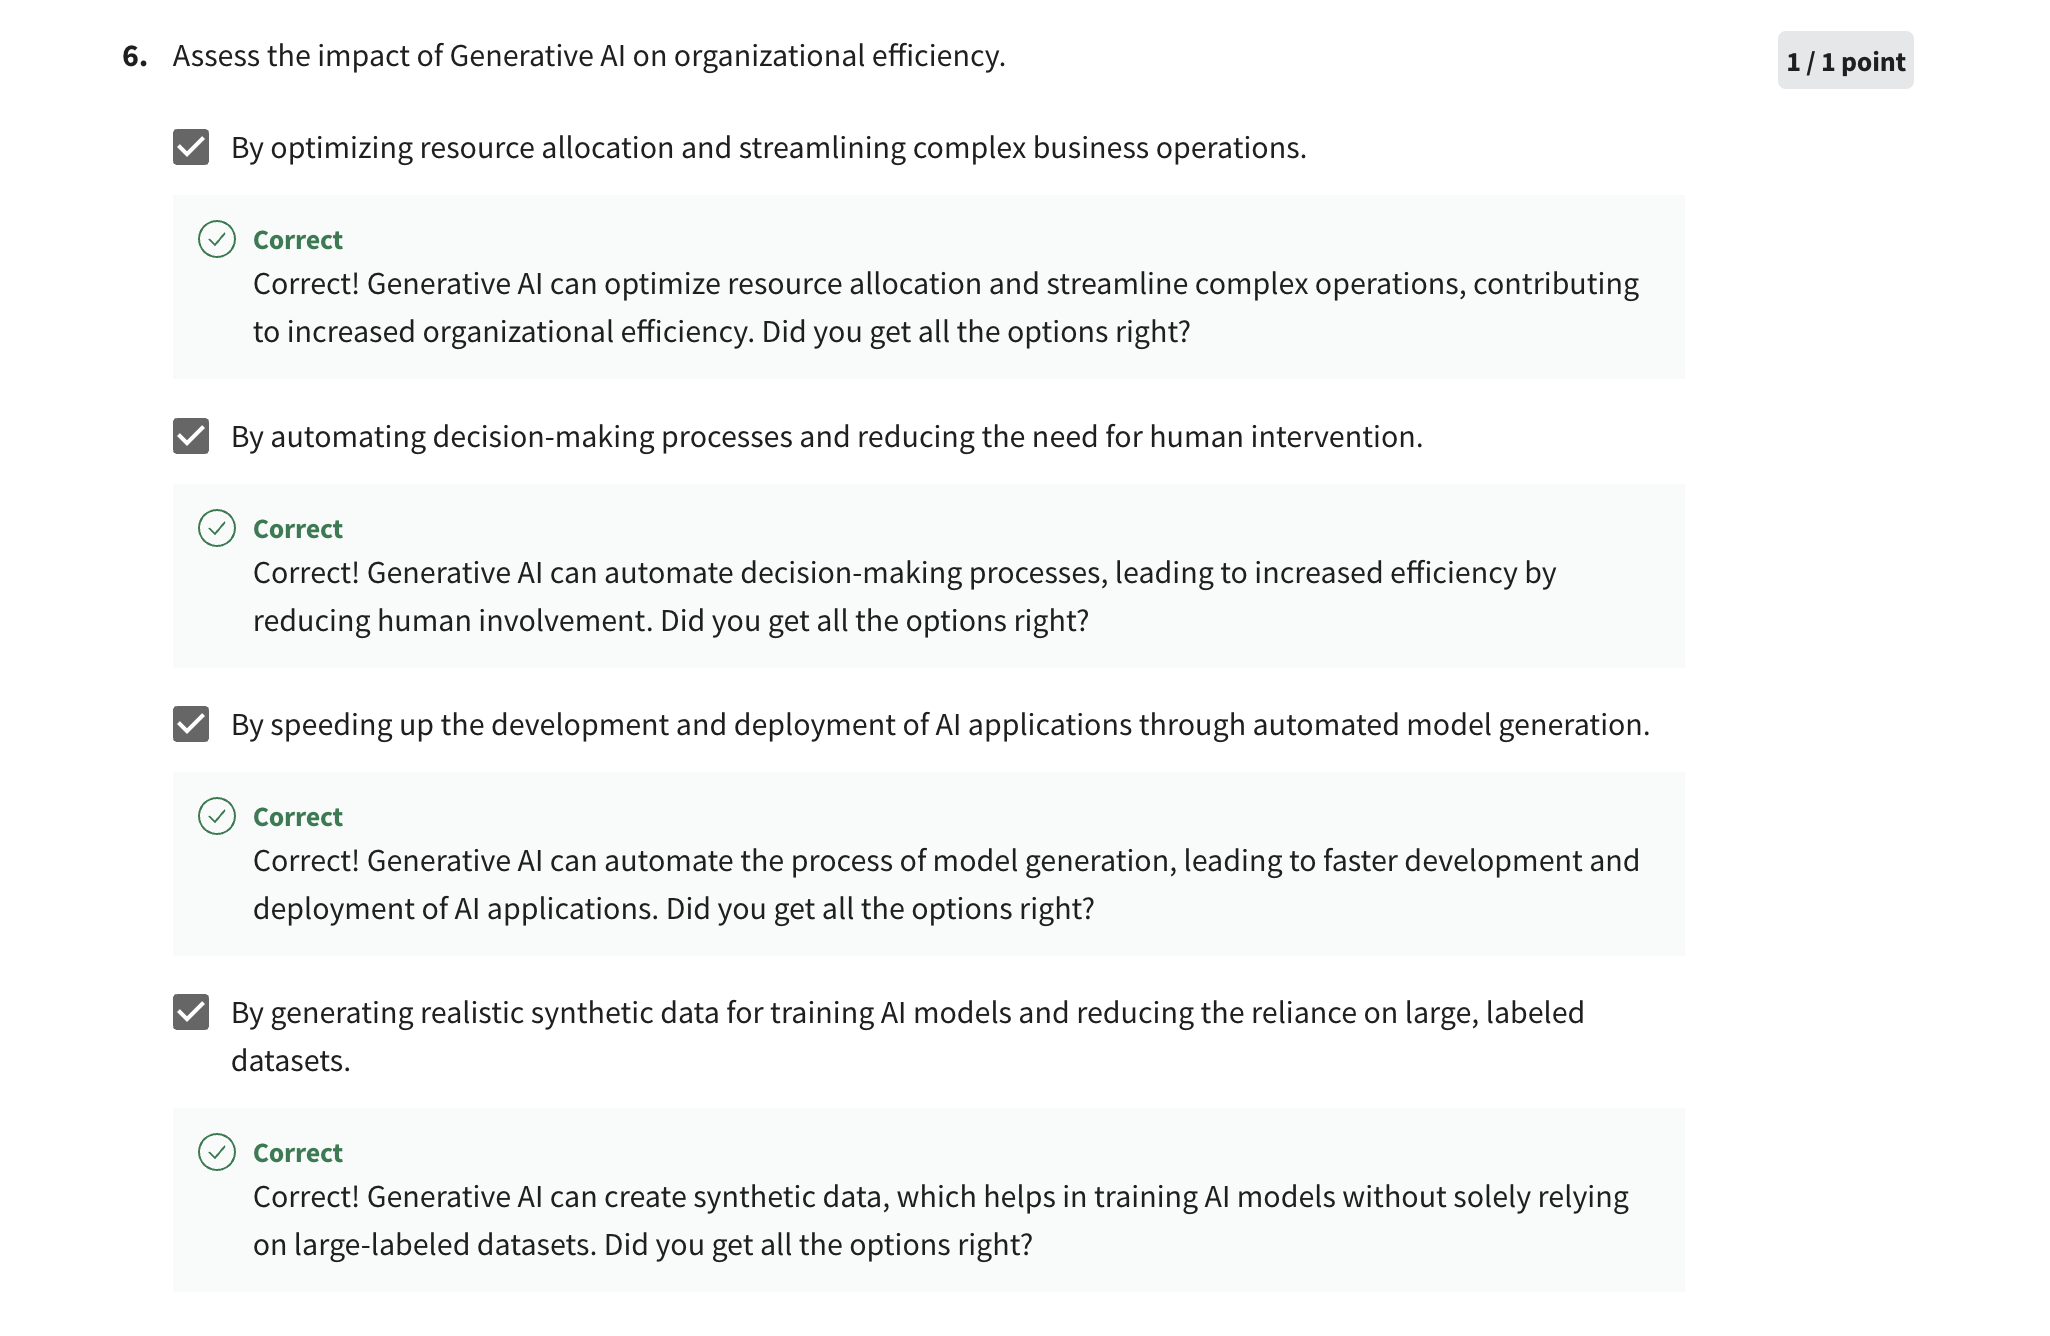 6. Assess the impact of Generative AI on organizational efficiency.
1 / 1 point
By optimizing resource allocation and streamlining complex business operations.
Correct
Correct! Generative AI can optimize resource allocation and streamline complex operations, contributing
to increased organizational efficiency. Did you get all the options right?
By automating decision-making processes and reducing the need for human intervention.
Correct
Correct! Generative AI can automate decision-making processes, leading to increased efficiency by
reducing human involvement. Did you get all the options right?
By speeding up the development and deployment of AI applications through automated model generation.
Correct
Correct! Generative AI can automate the process of model generation, leading to faster development and
deployment of AI applications. Did you get all the options right?
By generating realistic synthetic data for training AI models and reducing the reliance on large, labeled
datasets.
Correct
Correct! Generative AI can create synthetic data, which helps in training AI models without solely relying
on large-labeled datasets. Did you get all the options right?